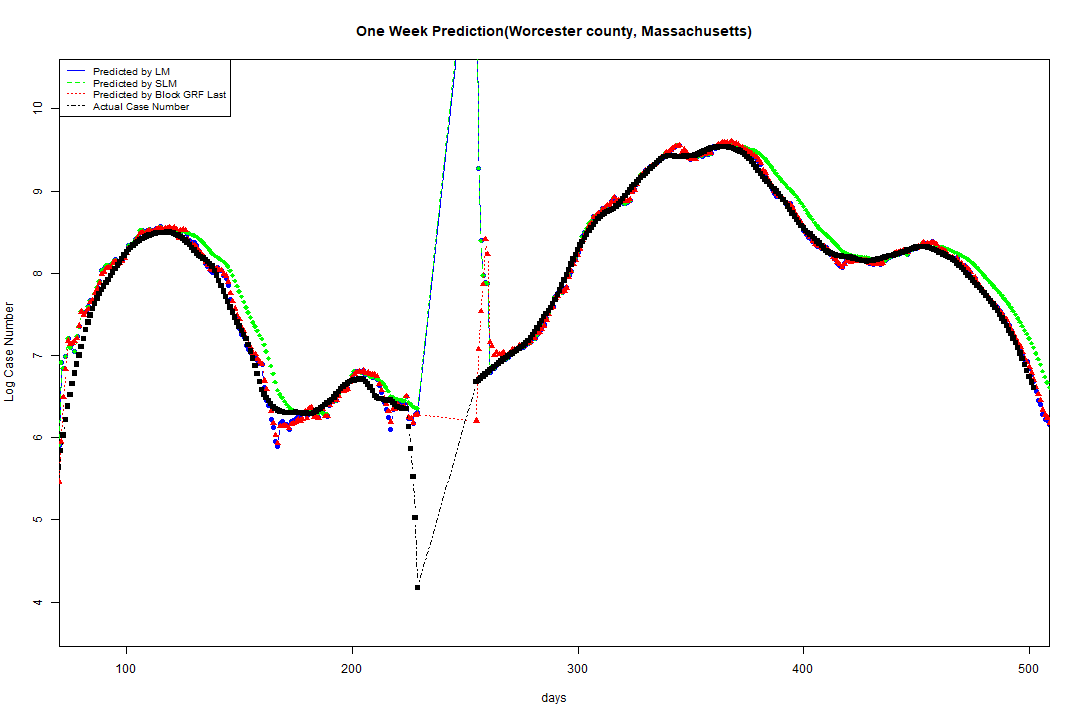 One Week Prediction(Worcester county, Massachusetts)
Predicted by LM
Predicted by SLM
Predicted by Block GRF Last
Actual Case Number
10
9
8
7
6
5
4
Log Case Number
100 200 300 400 500
days